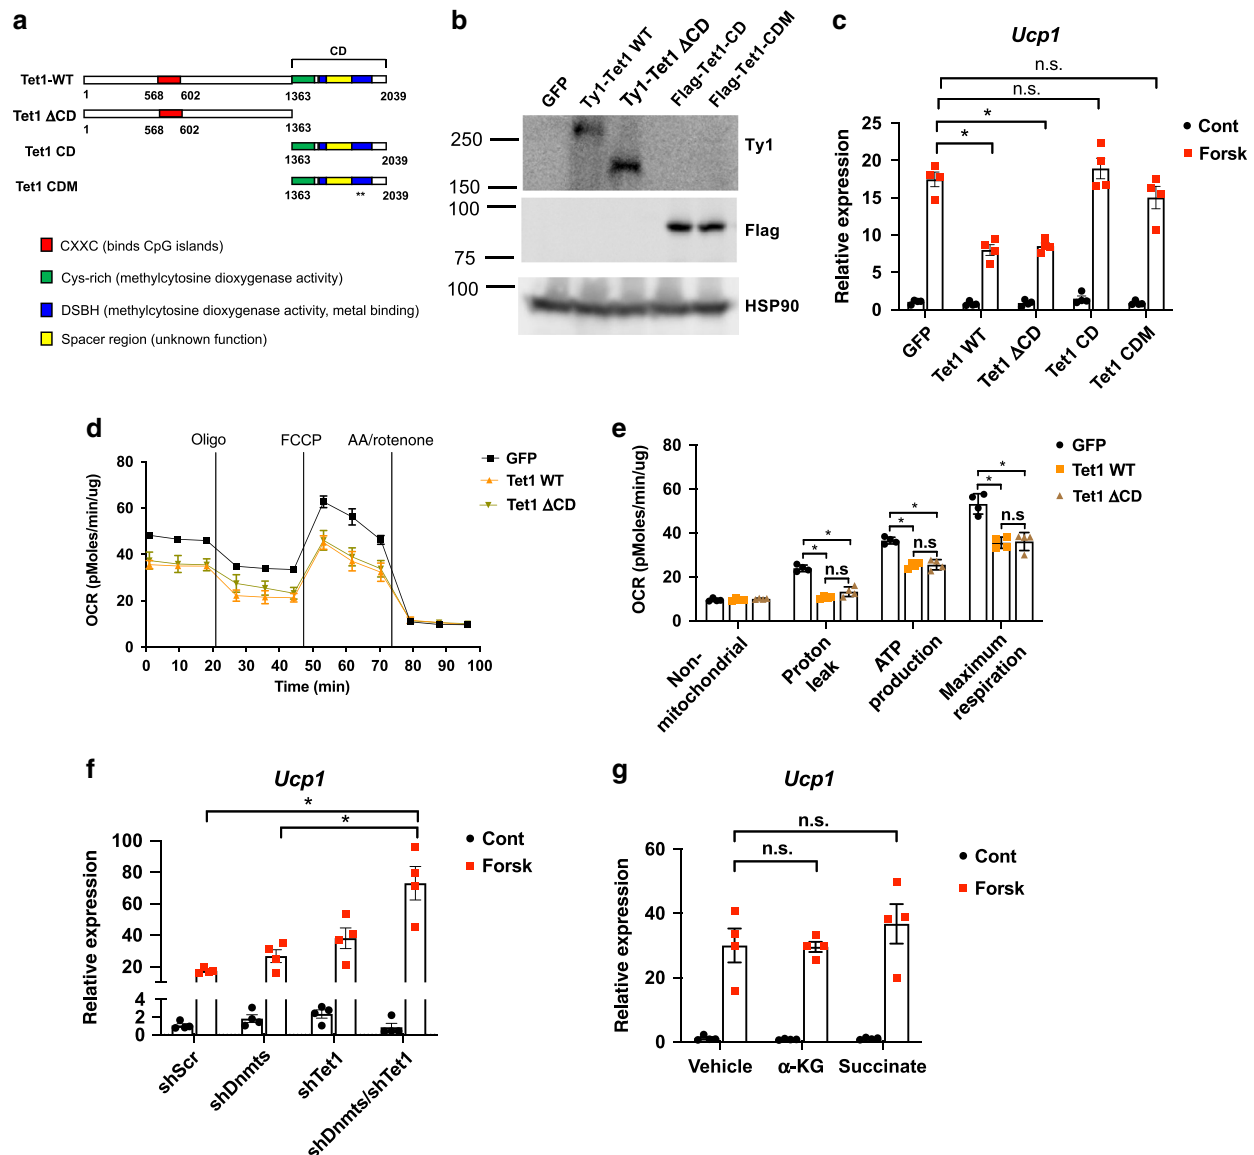 a
CD
Tet1-WT
1
568
602
1363
2039
Tet1 ΔCD
1
568
602
1363
Tet1 CD
1363
2039
Tet1 CDM
1363
**
2039
CXXC (binds CpG islands)
Cys-rich (methylcytosine dioxygenase activity)
DSBH (methylcytosine dioxygenase activity, metal binding)
Spacer region (unknown function)
b
GFP
Ty1-Tet1 WT
Ty1-Tet1 ΔCD
Flag-Tet1-CD
Flag-Tet1-CDM
250
150
Ty1
100
75
Flag
100
HSP90
c
Ucp1
n.s.
n.s.
*
*
Cont
Forsk
Relative expression
25
20
15
10
5
0
GFP
Tet1 WT
Tet1 ΔCD
Tet1 CD
Tet1 CDM
d
Oligo
FCCP
AA/rotenone
GFP
Tet1 WT
Tet1 ΔCD
OCR (pMoles/min/ug)
80
60
40
20
0
0 10 20 30 40 50 60 70 80 90 100
Time (min)
e
GFP
Tet1 WT
Tet1 ΔCD
OCR (pMoles/min/ug)
80
60
40
20
0
*
*
n.s
*
*
n.s
*
*
n.s
Non-
mitochondrial
Proton
leak
ATP
production
Maximum
respiration
f
Ucp1
*
*
Cont
Forsk
Relative expression
100
80
60
40
20
4
2
0
shScr
shDnmts
shTet1
shDnmts/shTet1
g
Ucp1
n.s.
n.s.
Cont
Forsk
Relative expression
60
40
20
0
Vehicle
α-KG
Succinate